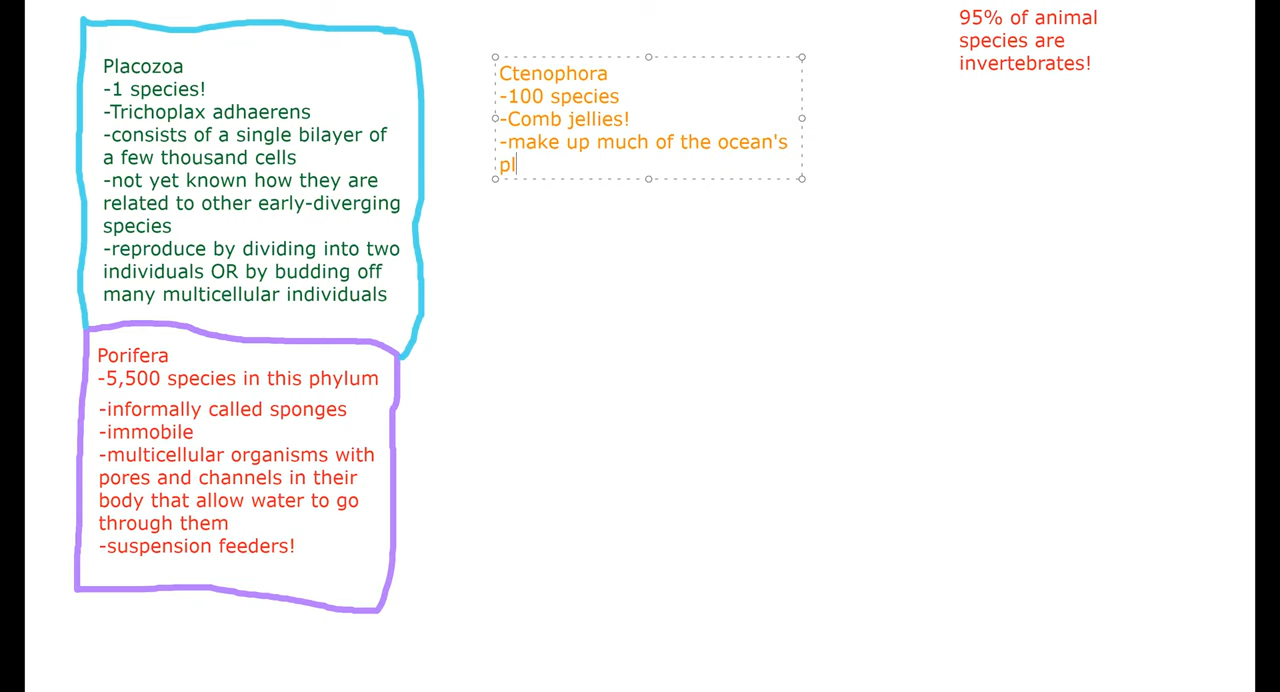 Placozoa
-1 species!
-Trichoplax adhaerens
-consists of a single bilayer of
a few thousand cells
-not yet known how they are
related to other early-diverging
species
-reproduce by dividing into two
individuals OR by budding off
many multicellular individuals
Porifera
-5,500 species in this phylum
-informally called sponges
-immobile
-multicellular organisms with
pores and channels in their
body that allow water to go
through them
-suspension feeders!
Ctenophora
-100 species
-Comb jellies!
-make up much of the ocean's
pl
95% of animal
species are
invertebrates!